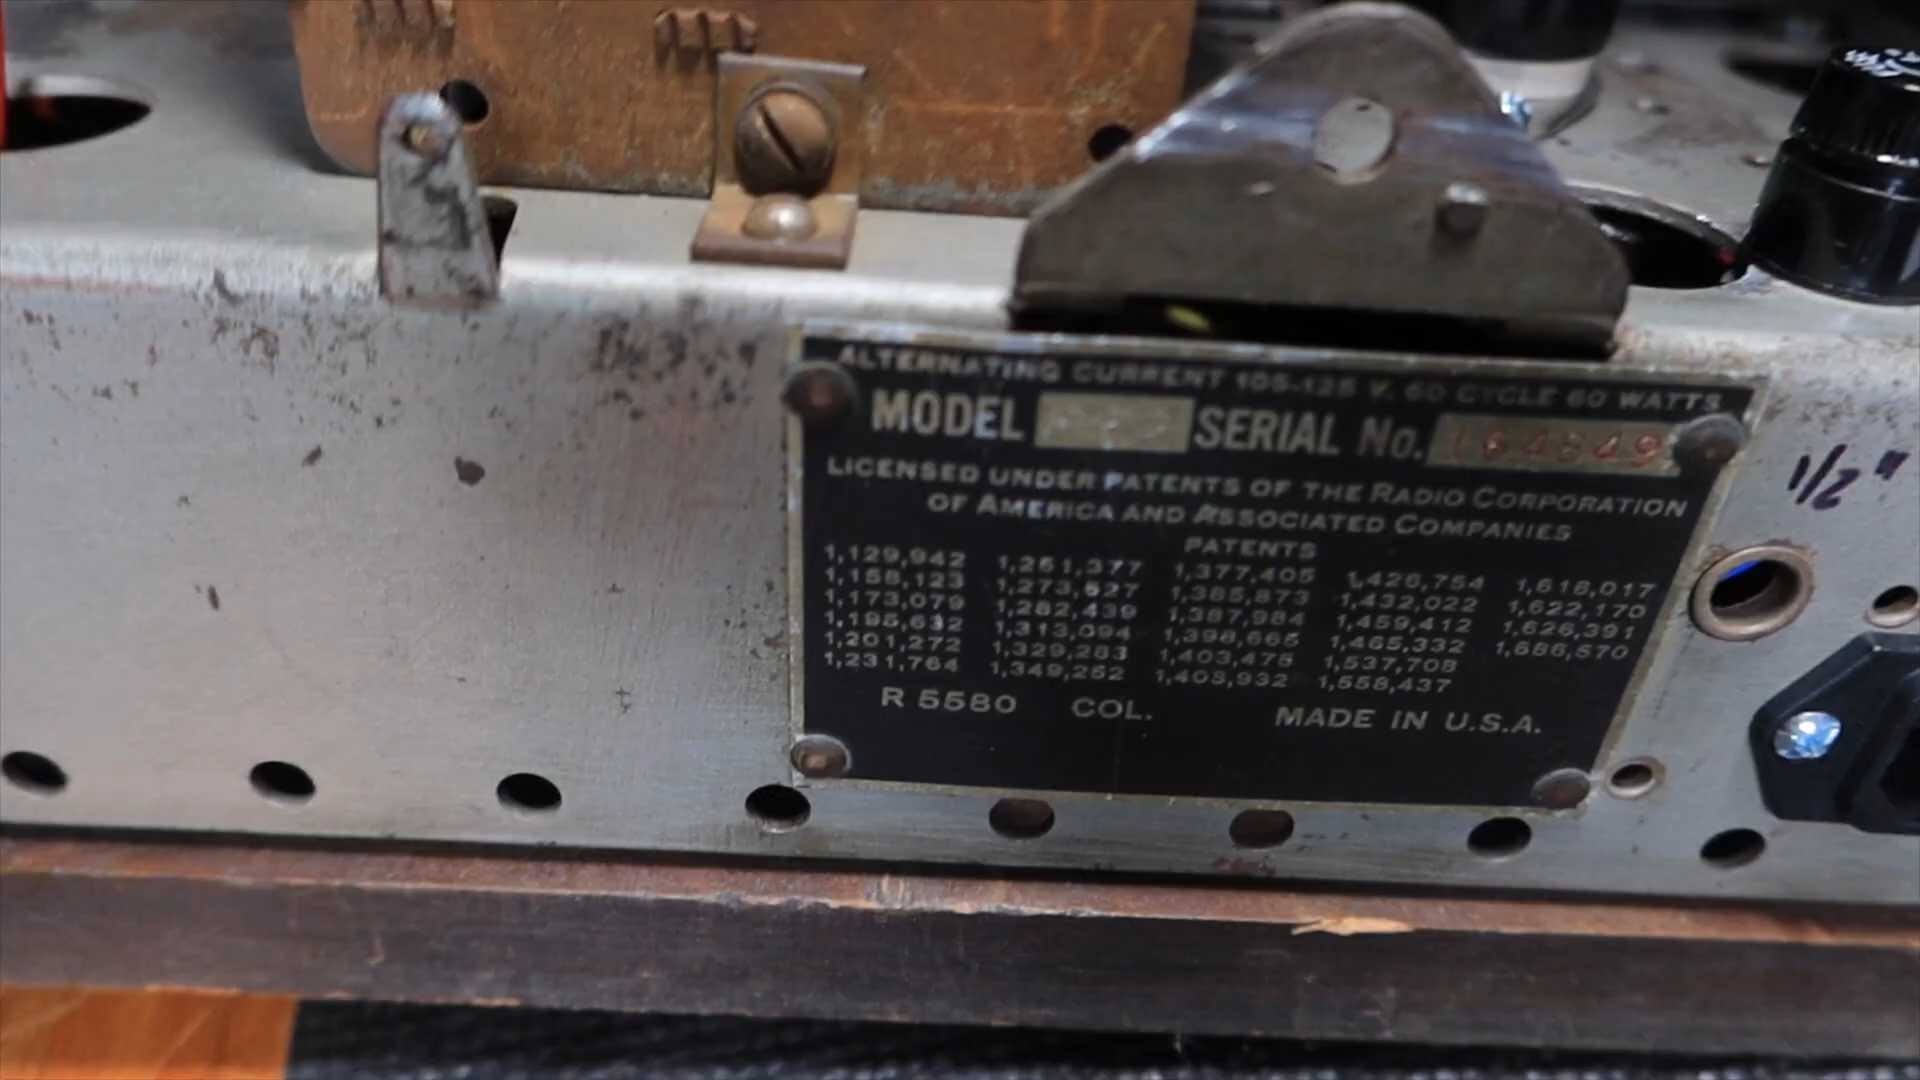 ALTERNATING CURRENT 105-125 V. 60 CYCLE 80 WATTS
MODEL SERIAL No. 164849
LICENSED UNDER PATENTS OF THE RADIO CORPORATION
OF AMERICA AND ASSOCIATED COMPANIES
PATENTS
1,129,942 1,251,377 1,377,405 1,426,754 1,618,017
1,158,123 1,273,627 1,385,873 1,432,022 1,622,170
1,173,079 1,282,439 1,387,984 1,459,412 1,626,391
1,195,632 1,313,094 1,398,665 1,465,332 1,686,570
1,201,272 1,329,283 1,403,475 1,537,708
1,231,764 1,349,252 1,403,932 1,558,437
R 5580 COL. MADE IN U.S.A.
1/2"